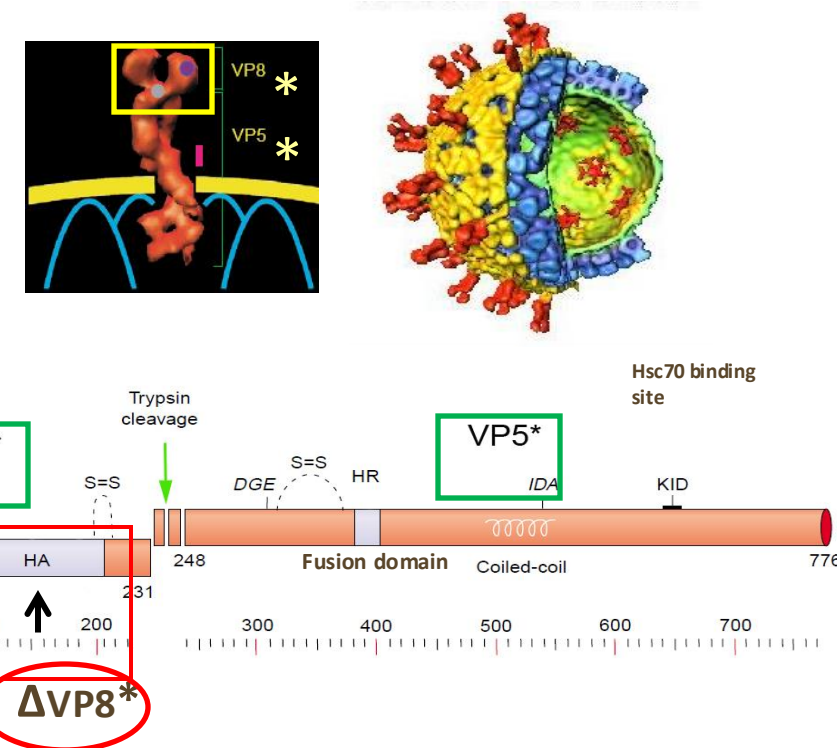 VP8 *
VP5 *
Hsc70 binding
site
Trypsin
cleavage
VP5*
S=S
HR
S=S
DGE
IDA
KID
HA
248
Fusion domain
Coiled-coil
776
231
200
300
400
500
600
700
ΔVP8*